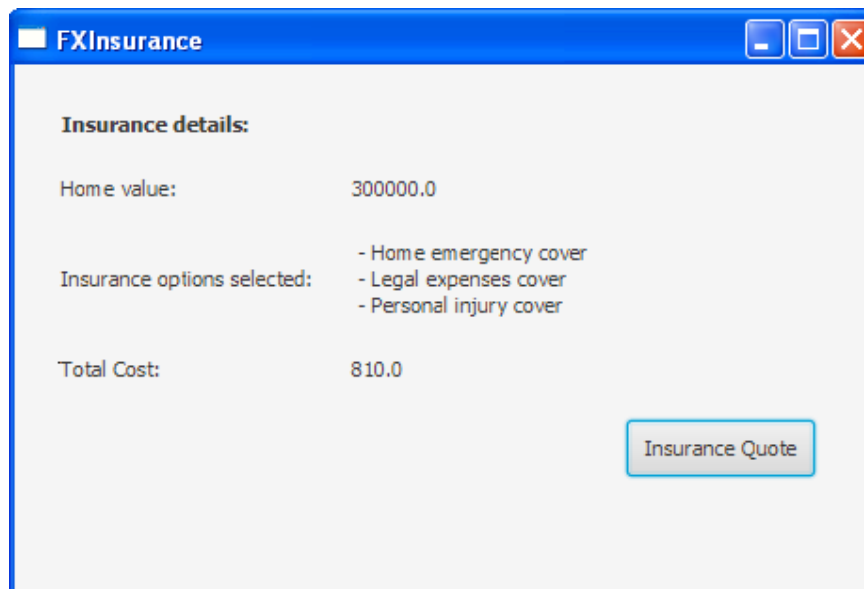 FXInsurance
Insurance details:
Home value: 300000.0
- Home emergency cover
Insurance options selected: - Legal expenses cover
- Personal injury cover
Total Cost: 810.0
Insurance Quote